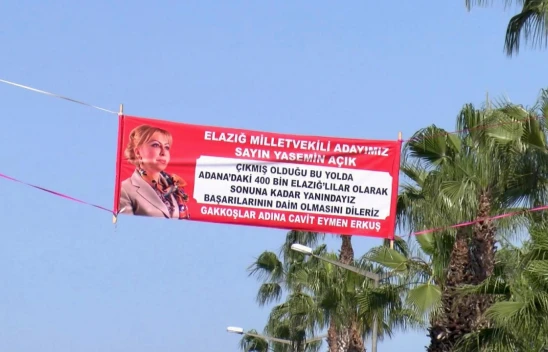 ELAZIĞ MİLLETVEKİLİ ADAYIMIZ
SAYIN YASEMİN AÇIK
ÇIKMIŞ OLDUĞU BU YOLDA
ADANA'DAKİ 400 BİN ELAZIĞ'LILAR OLARAK
SONUNA KADAR YANINDAYIZ
BAŞARILARININ DAİM OLMASINI DİLERİZ
GAKKOŞLAR ADINA CAVİT EYMEN ERKUŞ